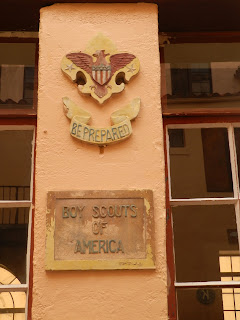 BE PREPARED
BOY SCOUTS
OF
AMERICA